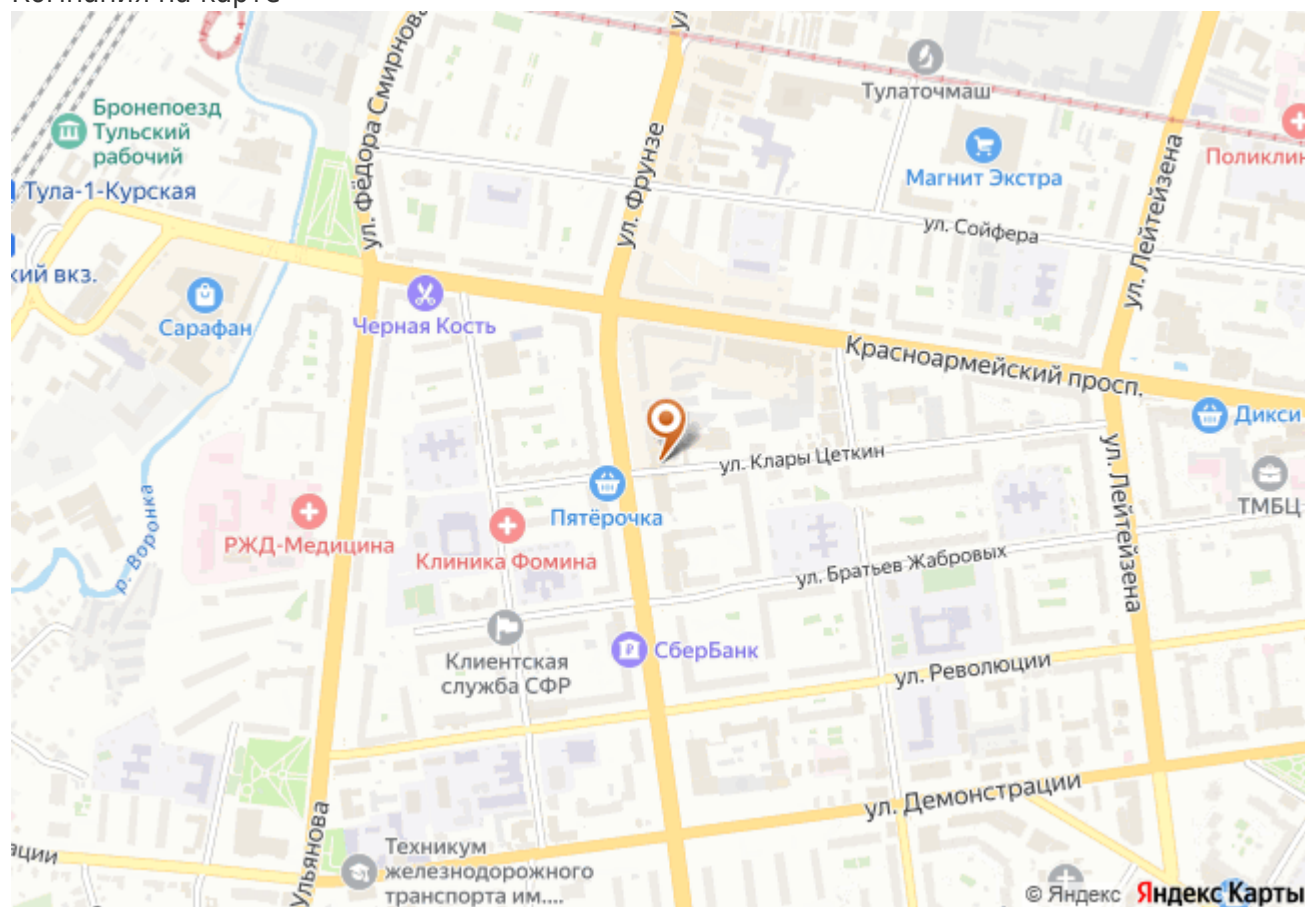 Компания на карте
ул. Фёдора Смирнова
ул. Фрунзе
Тулаточмаш
Бронепоезд
Тульский
рабочий
Тула-1-Курская
Магнит Экстра
ул. Лейтейзена
ул. Сойфера
кий вкз.
Сарафан
Черная Кость
Красноармейский просп.
Дикси
ул. Клары Цеткин
ТМБЦ
Пятёрочка
ул. Лейтейзена
р. Воронка
РЖД-Медицина
Клиника Фомина
ул. Братьев Жабровых
СберБанк
Клиентская
служба СФР
ул. Революции
ул. Демонстрации
Ульянова
Техникум
железнодорожного
транспорта им....
© Яндекс Яндекс Карты